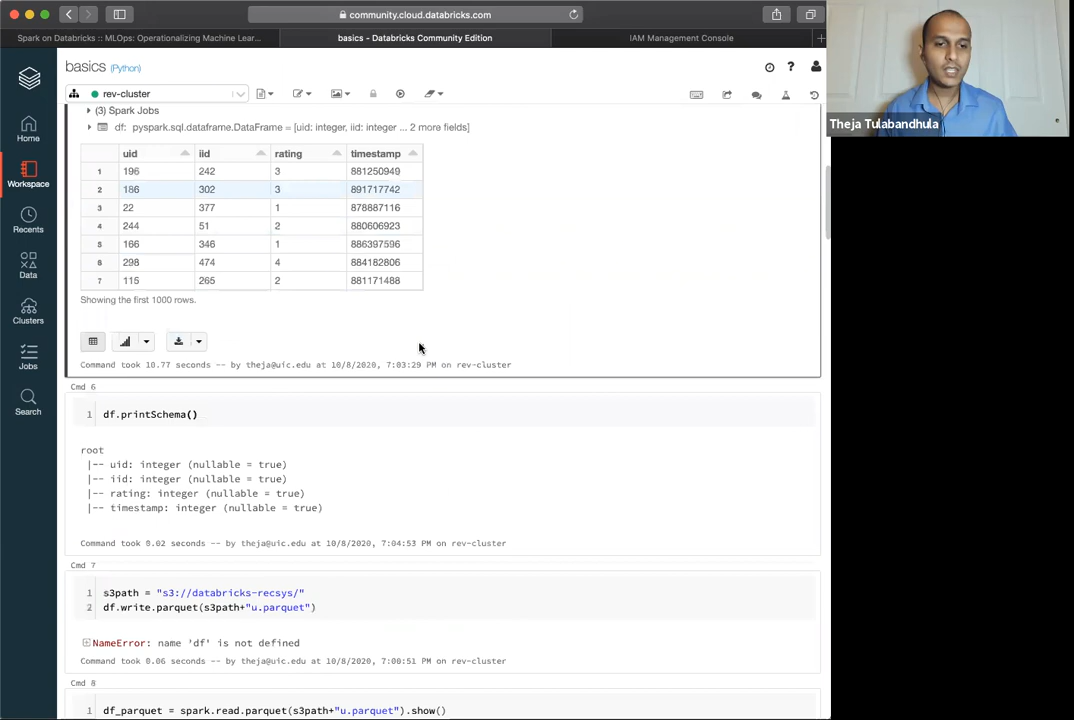 community.cloud.databricks.com
Spark on Databricks :: MLOps: Operationalizing Machine Lear...
basics - Databricks Community Edition
IAM Management Console
basics (Python)
rev-cluster
Theja Tulabandhula
Home
Workspace
Recents
Data
Clusters
Jobs
Search
(3) Spark Jobs
df: pyspark.sql.dataframe.DataFrame = [uid: integer, iid: integer ... 2 more fields]
uid iid rating timestamp
1 196 242 3 881250949
2 186 302 3 891717742
3 22 377 1 878887116
4 244 51 2 880606923
5 166 346 1 886397596
6 298 474 4 884182806
7 115 265 2 881171488
Showing the first 1000 rows.
Command took 10.77 seconds -- by theja@uic.edu at 10/8/2020, 7:03:29 PM on rev-cluster
Cmd 6
1 df.printSchema()
root
|-- uid: integer (nullable = true)
|-- iid: integer (nullable = true)
|-- rating: integer (nullable = true)
|-- timestamp: integer (nullable = true)
Command took 0.02 seconds -- by theja@uic.edu at 10/8/2020, 7:04:53 PM on rev-cluster
Cmd 7
1 s3path = "s3://databricks-recsys/"
2 df.write.parquet(s3path+"u.parquet")
NameError: name 'df' is not defined
Command took 0.06 seconds -- by theja@uic.edu at 10/8/2020, 7:00:51 PM on rev-cluster
Cmd 8
1 df_parquet = spark.read.parquet(s3path+"u.parquet").show()